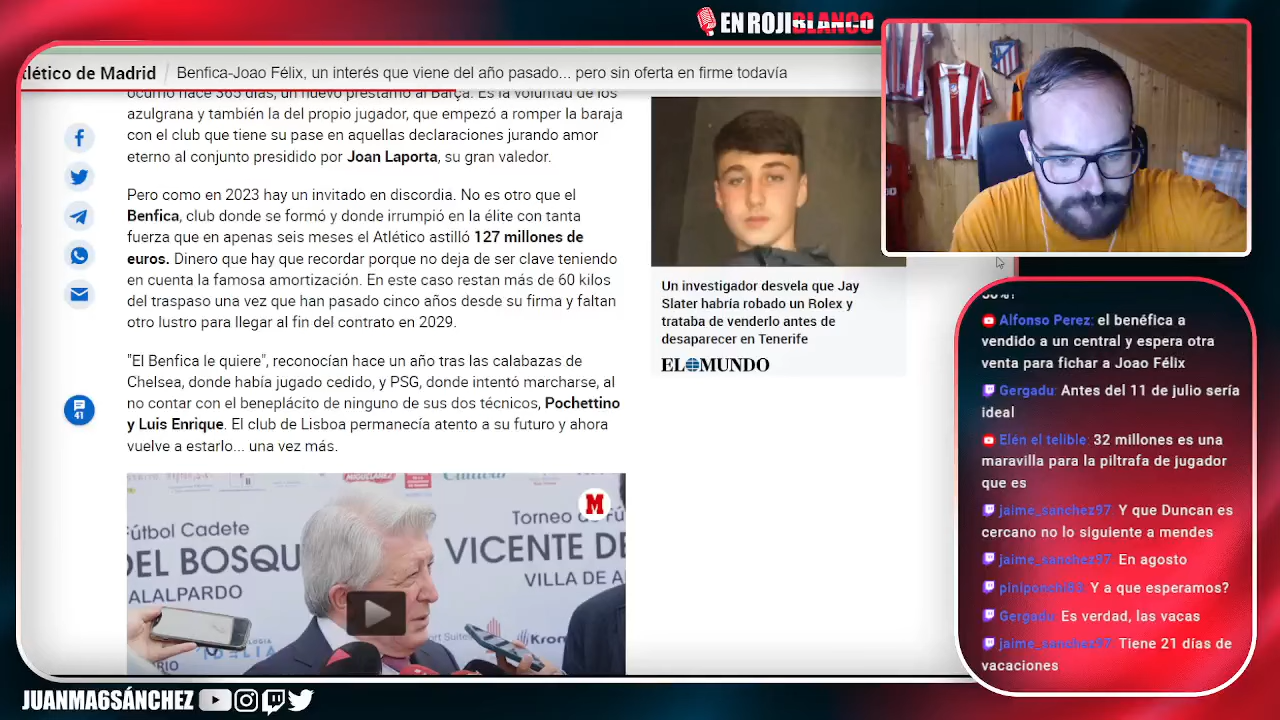 EN ROJIBLANCO
tlético de Madrid
Benfica-Joao Félix, un interés que viene del año pasado... pero sin oferta en firme todavía
ocurrió hace 365 días, un nuevo préstamo al Barça. Es la voluntad de los
azulgrana y también la del propio jugador, que empezó a romper la baraja
con el club que tiene su pase en aquellas declaraciones jurando amor
eterno al conjunto presidido por Joan Laporta, su gran valedor.
Pero como en 2023 hay un invitado en discordia. No es otro que el
Benfica, club donde se formó y donde irrumpió en la élite con tanta
fuerza que en apenas seis meses el Atlético astilló 127 millones de
euros. Dinero que hay que recordar porque no deja de ser clave teniendo
en cuenta la famosa amortización. En este caso restan más de 60 kilos
del traspaso una vez que han pasado cinco años desde su firma y faltan
otro lustro para llegar al fin del contrato en 2029.
"El Benfica le quiere", reconocían hace un año tras las calabazas de
Chelsea, donde había jugado cedido, y PSG, donde intentó marcharse, al
no contar con el beneplácito de ninguno de sus dos técnicos, Pochettino
y Luis Enrique. El club de Lisboa permanecía atento a su futuro y ahora
vuelve a estarlo... una vez más.
41
Fútbol Cadete
DEL BOSQU
ALALPARDO
Torneo de Fú
VICENTE DE
VILLA DE A
M
Un investigador desvela que Jay
Slater habría robado un Rolex y
trataba de venderlo antes de
desaparecer en Tenerife
EL MUNDO
50%?
Alfonso Perez: el benéfica a
vendido a un central y espera otra
venta para fichar a Joao Félix
Gergadu: Antes del 11 de julio sería
ideal
Elén el telible: 32 millones es una
maravilla para la piltrafa de jugador
que es
jaime_sanchez97: Y que Duncan es
cercano no lo siguiente a mendes
jaime_sanchez97: En agosto
Y a que esperamos?
Gergadu: Es verdad, las vacas
jaime_sanchez97: Tiene 21 días de
vacaciones
JUANMA6SÁNCHEZ